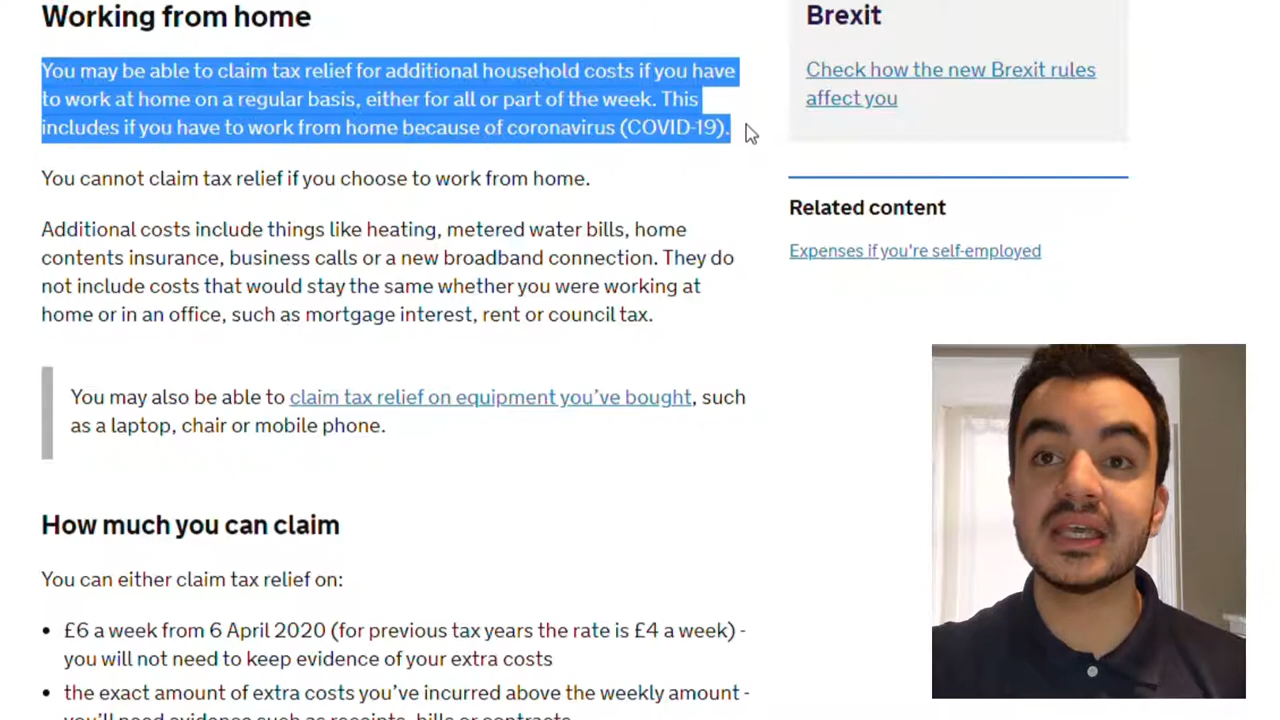 Working from home
You may be able to claim tax relief for additional household costs if you have
to work at home on a regular basis, either for all or part of the week. This
includes if you have to work from home because of coronavirus (COVID-19).
You cannot claim tax relief if you choose to work from home.
Additional costs include things like heating, metered water bills, home
contents insurance, business calls or a new broadband connection. They do
not include costs that would stay the same whether you were working at
home or in an office, such as mortgage interest, rent or council tax.
You may also be able to claim tax relief on equipment you’ve bought, such
as a laptop, chair or mobile phone.
How much you can claim
You can either claim tax relief on:
• £6 a week from 6 April 2020 (for previous tax years the rate is £4 a week) -
you will not need to keep evidence of your extra costs
• the exact amount of extra costs you’ve incurred above the weekly amount -
you’ll need evidence such as receipts, bills or contracts
Brexit
Check how the new Brexit rules
affect you
Related content
Expenses if you're self-employed